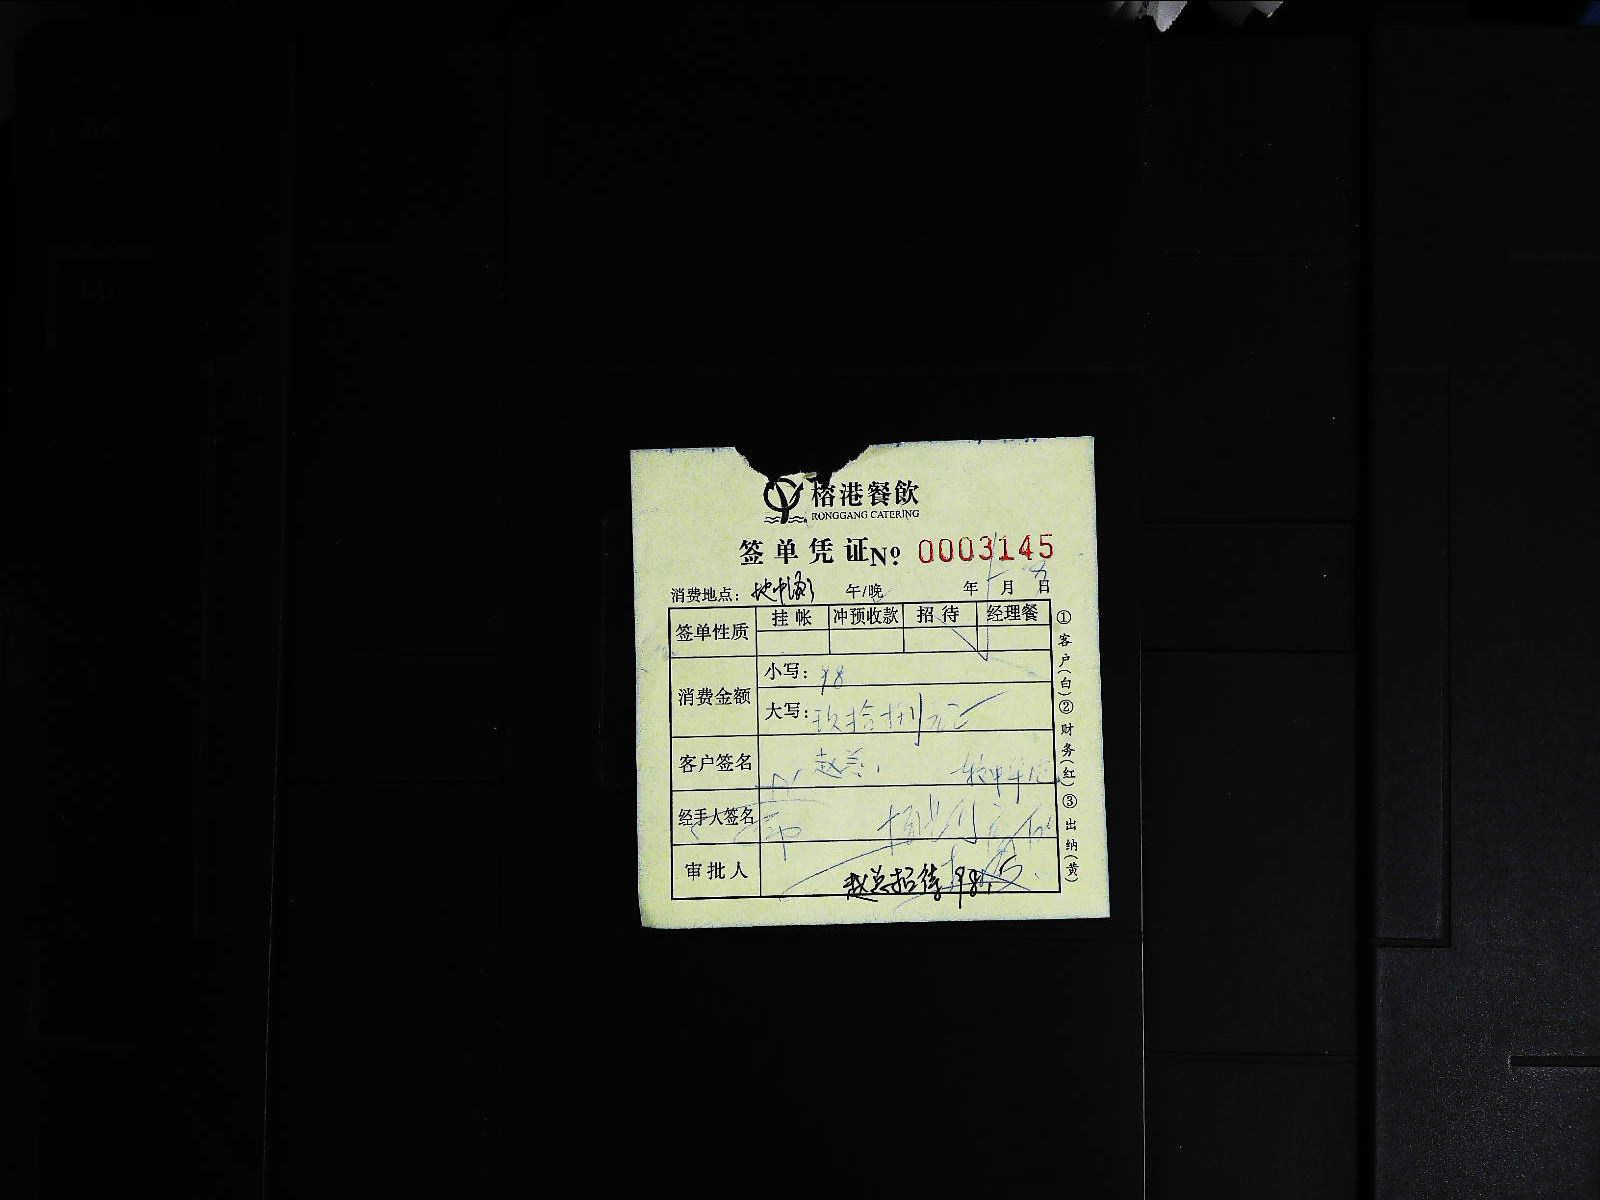 榕港餐飲
RONGGANG CATERING
签单凭证 No: 0003145
消费地点: 午/晚 年 月 8 日
签单性质 挂帐 冲预收款 招待 经理餐
消费金额 小写: 98
大写: 玖拾捌元正
客户签名 赵总
经手人签名
审批人 赵总招待98
①客户(白)②财务(红)③出纳(黄)